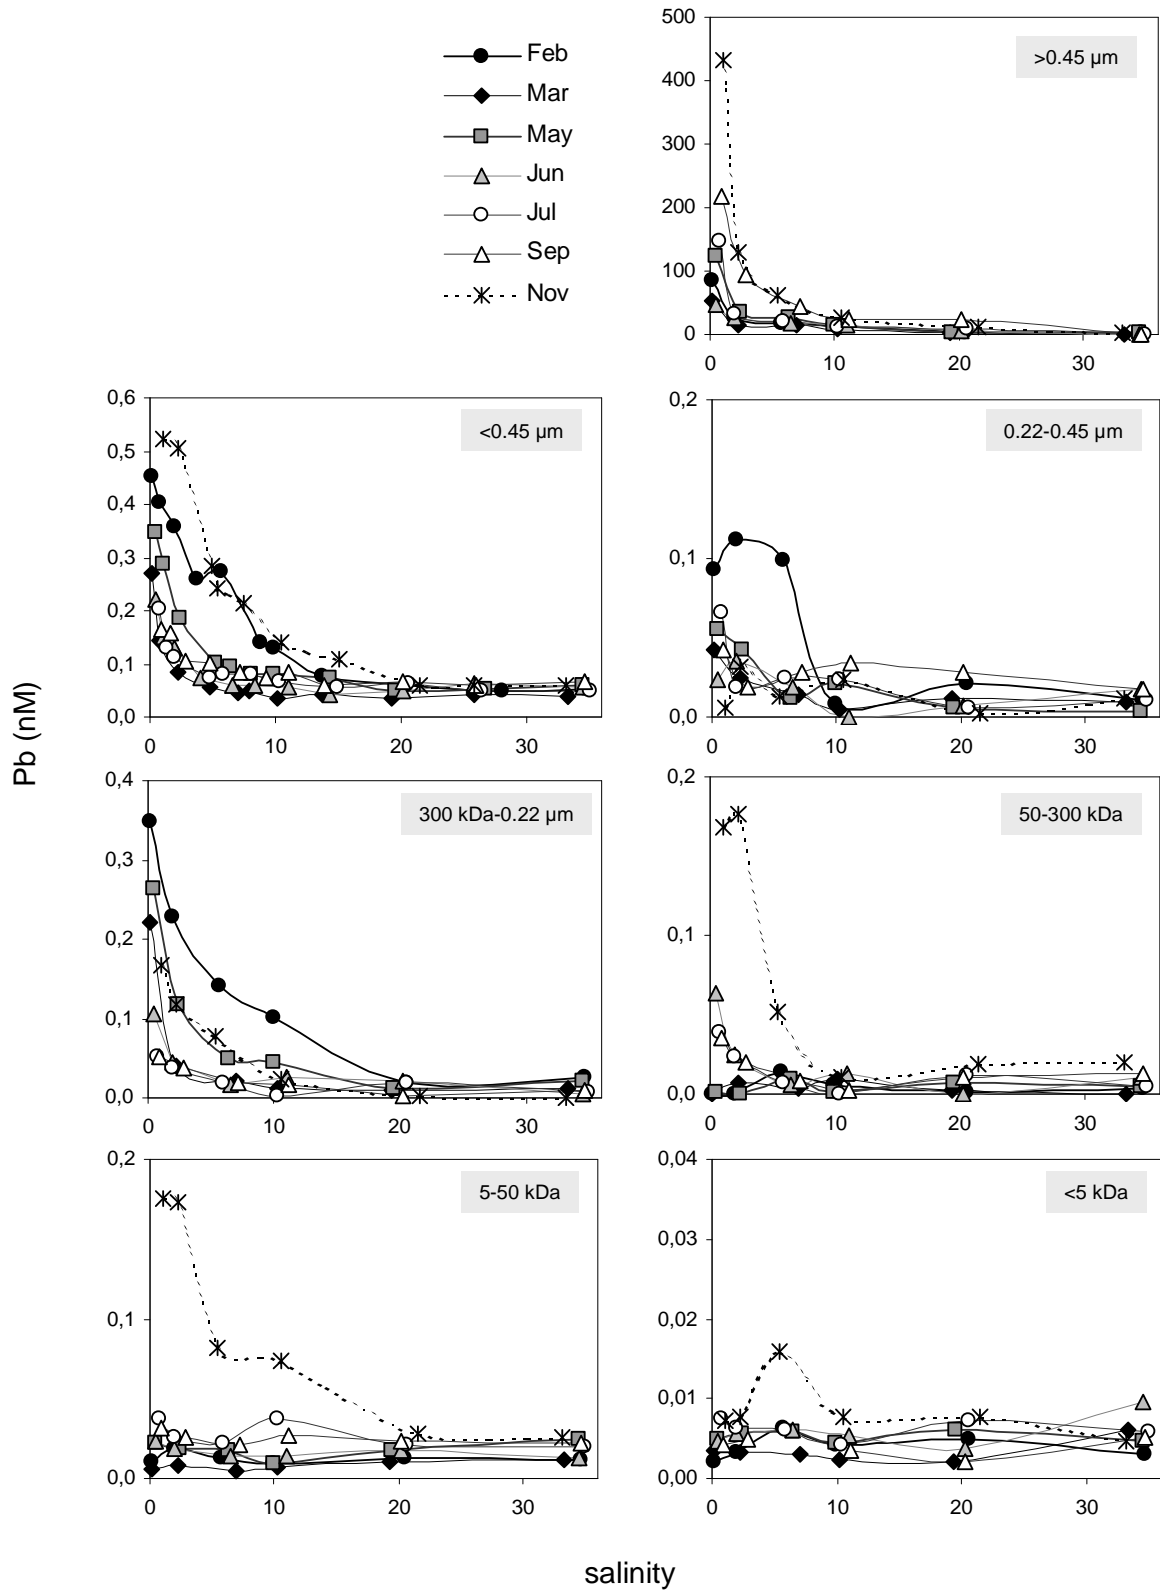 Feb
Mar
May
Jun
Jul
Sep
Nov
500
400
300
200
100
0
>0.45 µm
0 10 20 30
0,6
0,5
0,4
0,3
0,2
0,1
0,0
<0.45 µm
0 10 20 30
0,2
0,1
0,0
0.22-0.45 µm
0 10 20 30
Pb (nM)
0,4
0,3
0,2
0,1
0,0
300 kDa-0.22 µm
0 10 20 30
0,2
0,1
0,0
50-300 kDa
0 10 20 30
0,2
0,1
0,0
5-50 kDa
0 10 20 30
0,04
0,03
0,02
0,01
0,00
<5 kDa
0 10 20 30
salinity